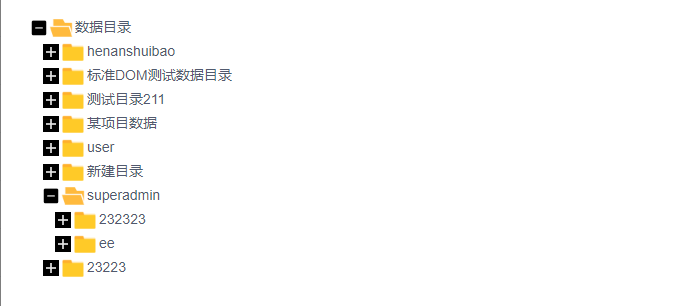 数据目录
henanshuibao
标准DOM测试数据目录
测试目录211
某项目数据
user
新建目录
superadmin
232323
ee
23223